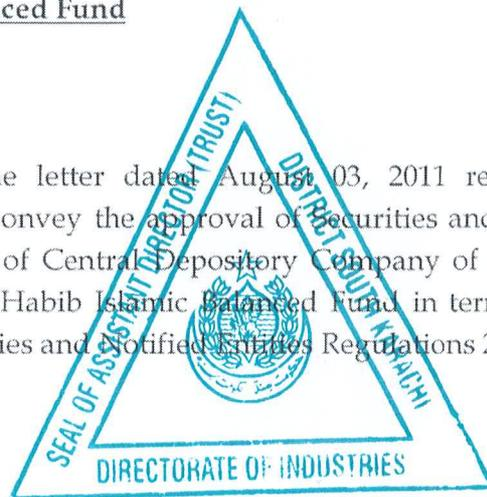 ced Fund
e letter dated August 03, 2011 re
onvey the approval of Securities and
of Central Depository Company of
Habib Islamic Balanced Fund in ter
ies and Notified Entities Regulations 2
SEAL OF ASSISTANT DIRECTOR (TRUST)
DISTRICT SOUTH KARACHI
DIRECTORATE OF INDUSTRIES